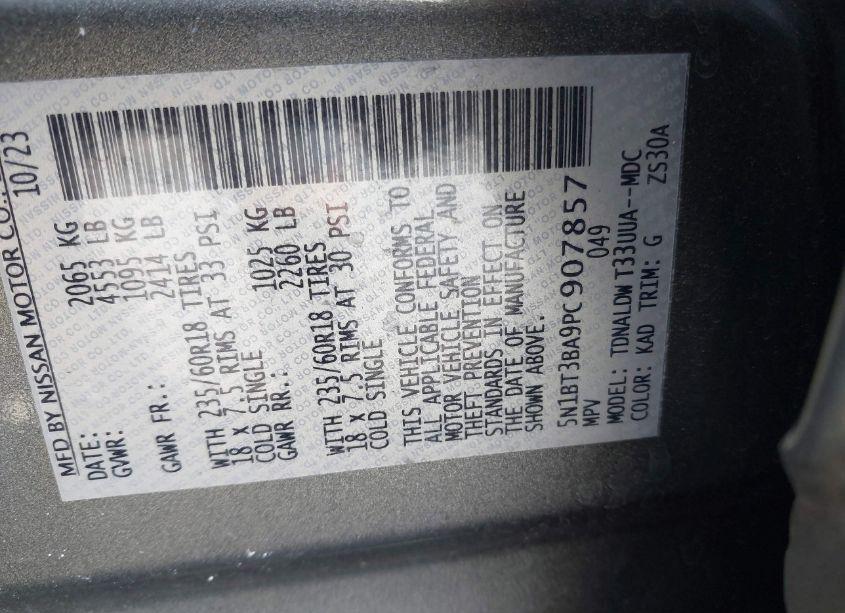 MFD BY NISSAN MOTOR CO.,
DATE: 10/23
GVWR: 2065 KG
4553 LB
GAWR FR.: 1095 KG
2414 LB
WITH 235/60R18 TIRES
18 X 7.5 RIMS AT 33 PSI
COLD SINGLE
GAWR RR.: 1025 KG
2260 LB
WITH 235/60R18 TIRES
18 X 7.5 RIMS AT 30 PSI
COLD SINGLE
THIS VEHICLE CONFORMS TO
ALL APPLICABLE FEDERAL
MOTOR VEHICLE SAFETY AND
THEFT PREVENTION
STANDARDS IN EFFECT ON
THE DATE OF MANUFACTURE
SHOWN ABOVE.
5N1BT3BA9PC907857
MPV 049
MODEL: TDNALDW T33UUA--MDC
COLOR: KAD TRIM: G ZS30A